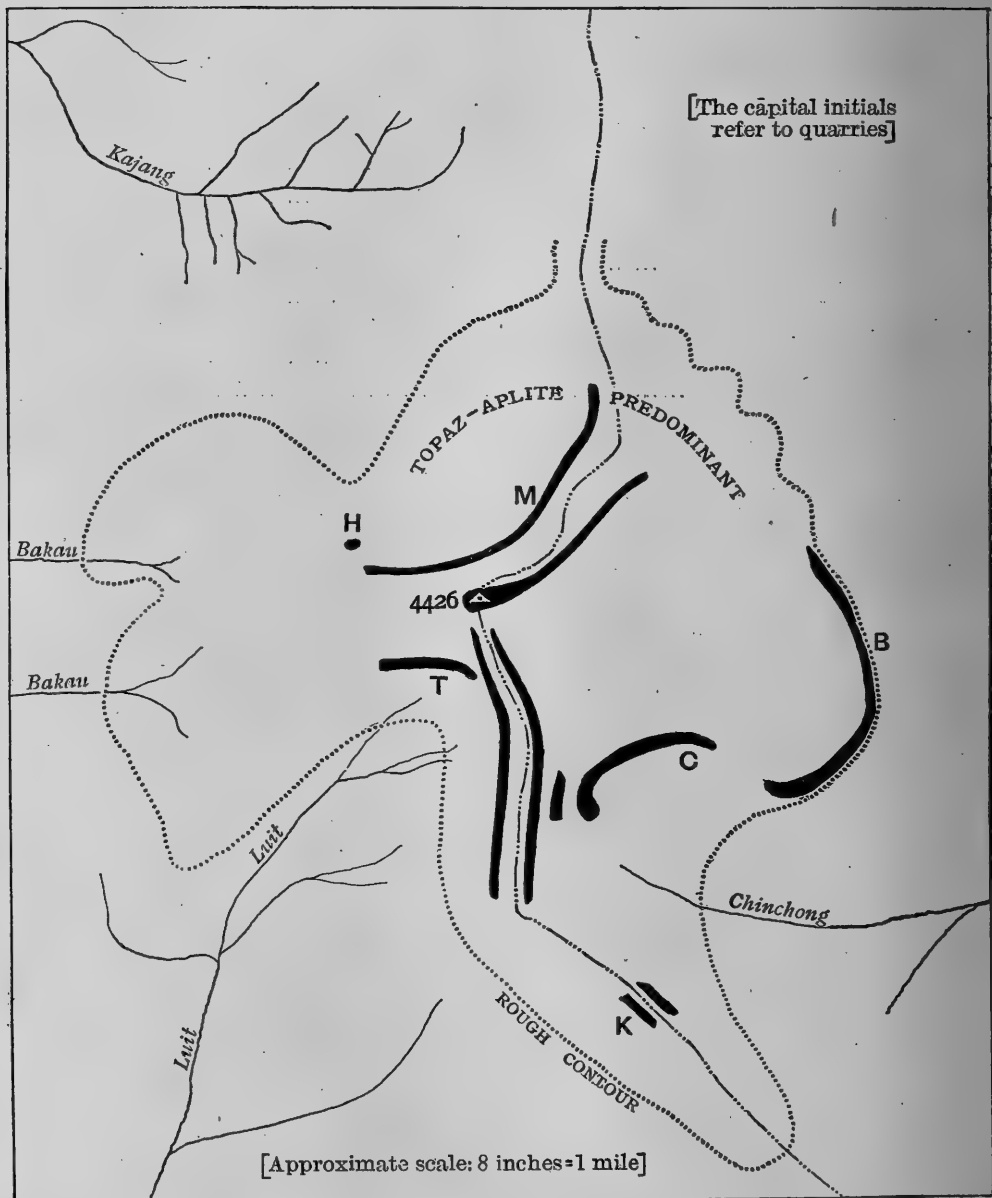 [The capital initials
refer to quarries]
Kajang
TOPAZ-APLITE PREDOMINANT
M
H
Bakau
4426
B
T
Bakau
C
Luit
Chinchong
ROUGH CONTOUR
K
Luit
[Approximate scale: 8 inches=1 mile]